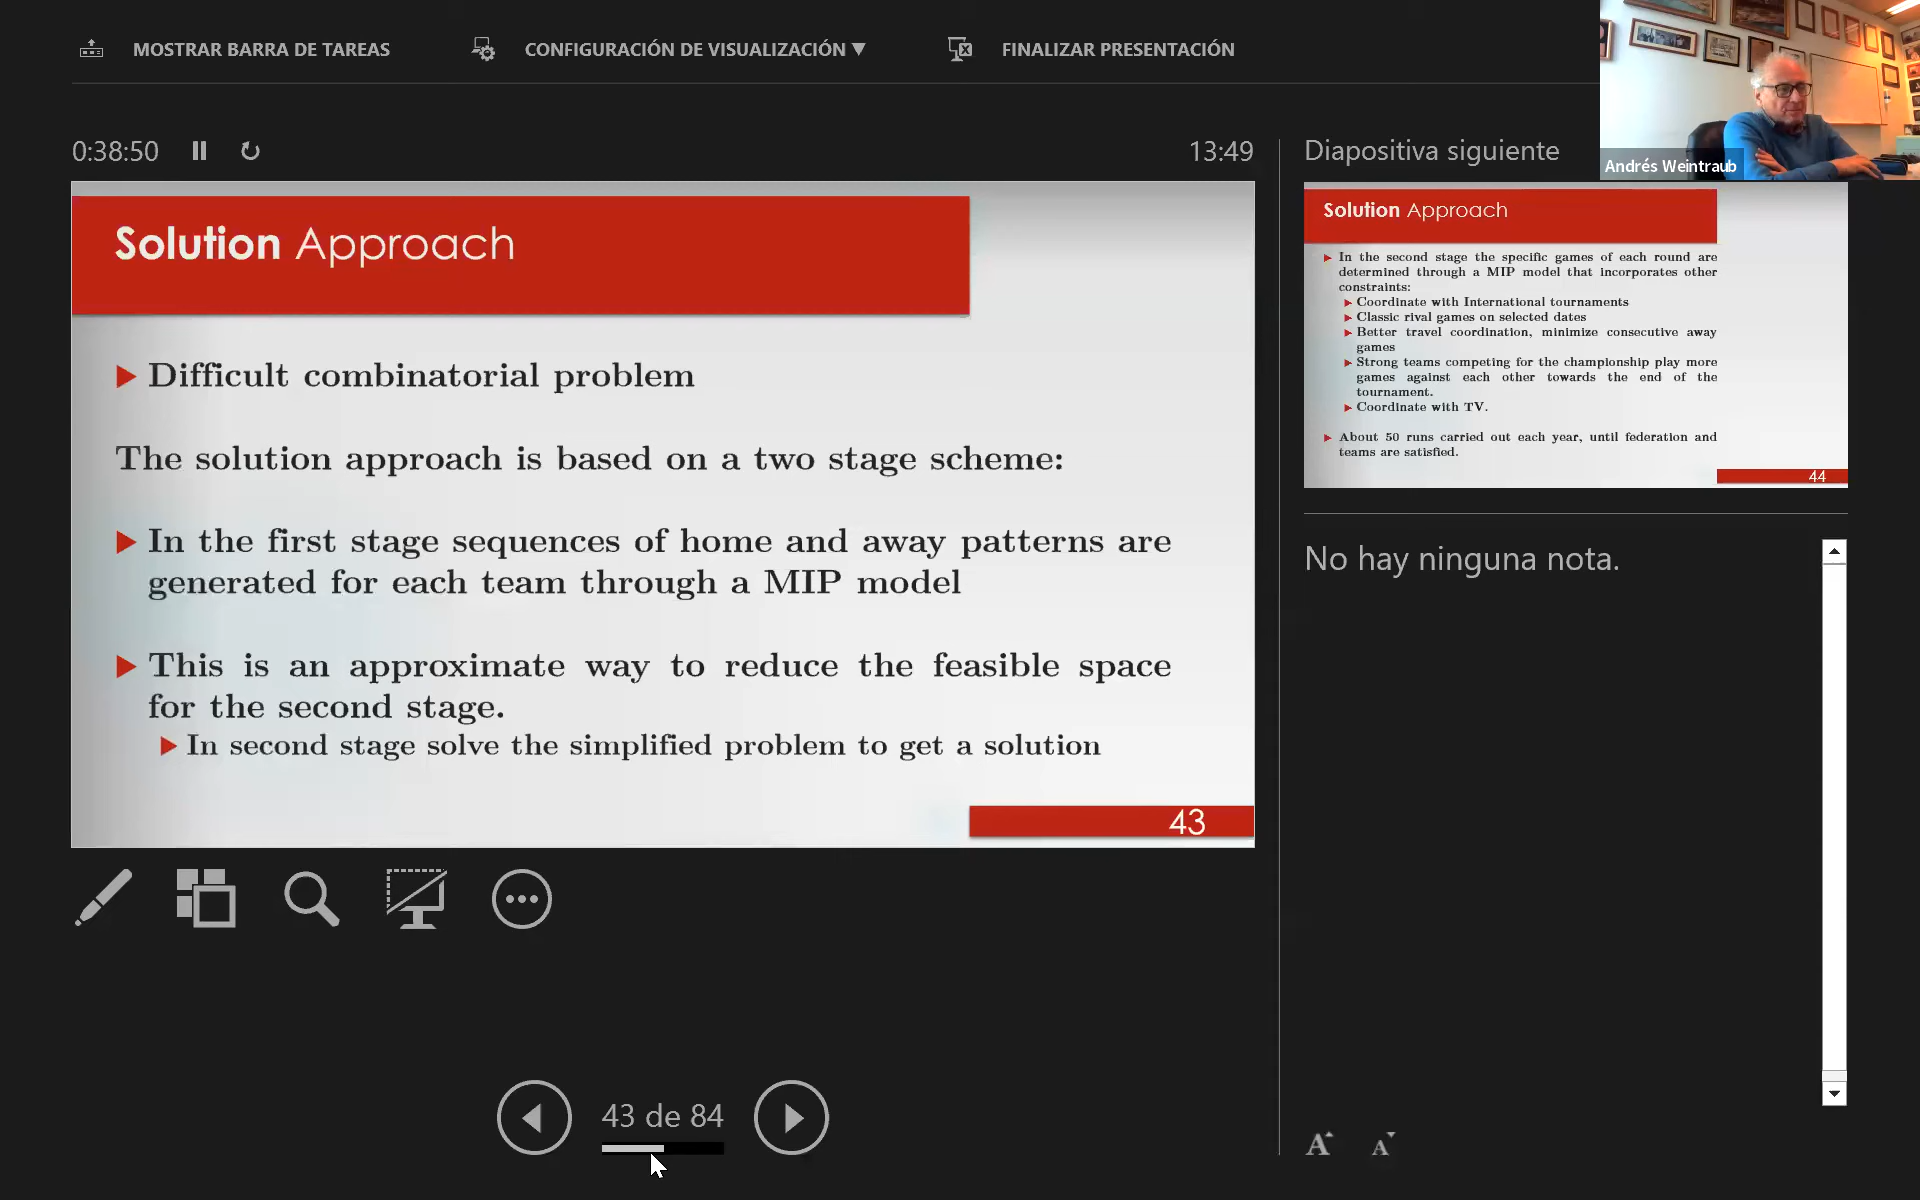 MOSTRAR BARRA DE TAREAS
CONFIGURACIÓN DE VISUALIZACIÓN ▼
FINALIZAR PRESENTACIÓN
Andrés Weintraub
0:38:50
13:49
Solution Approach
Difficult combinatorial problem
The solution approach is based on a two stage scheme:
In the first stage sequences of home and away patterns are
generated for each team through a MIP model
This is an approximate way to reduce the feasible space
for the second stage.
In second stage solve the simplified problem to get a solution
43
43 de 84
Diapositiva siguiente
Solution Approach
In the second stage the specific games of each round are
determined through a MIP model that incorporates other
constraints:
Coordinate with International tournaments
Classic rival games on selected dates
Better travel coordination, minimize consecutive away
games
Strong teams competing for the championship play more
games against each other towards the end of the
tournament.
Coordinate with TV.
About 50 runs carried out each year, until federation and
teams are satisfied.
44
No hay ninguna nota.
A A